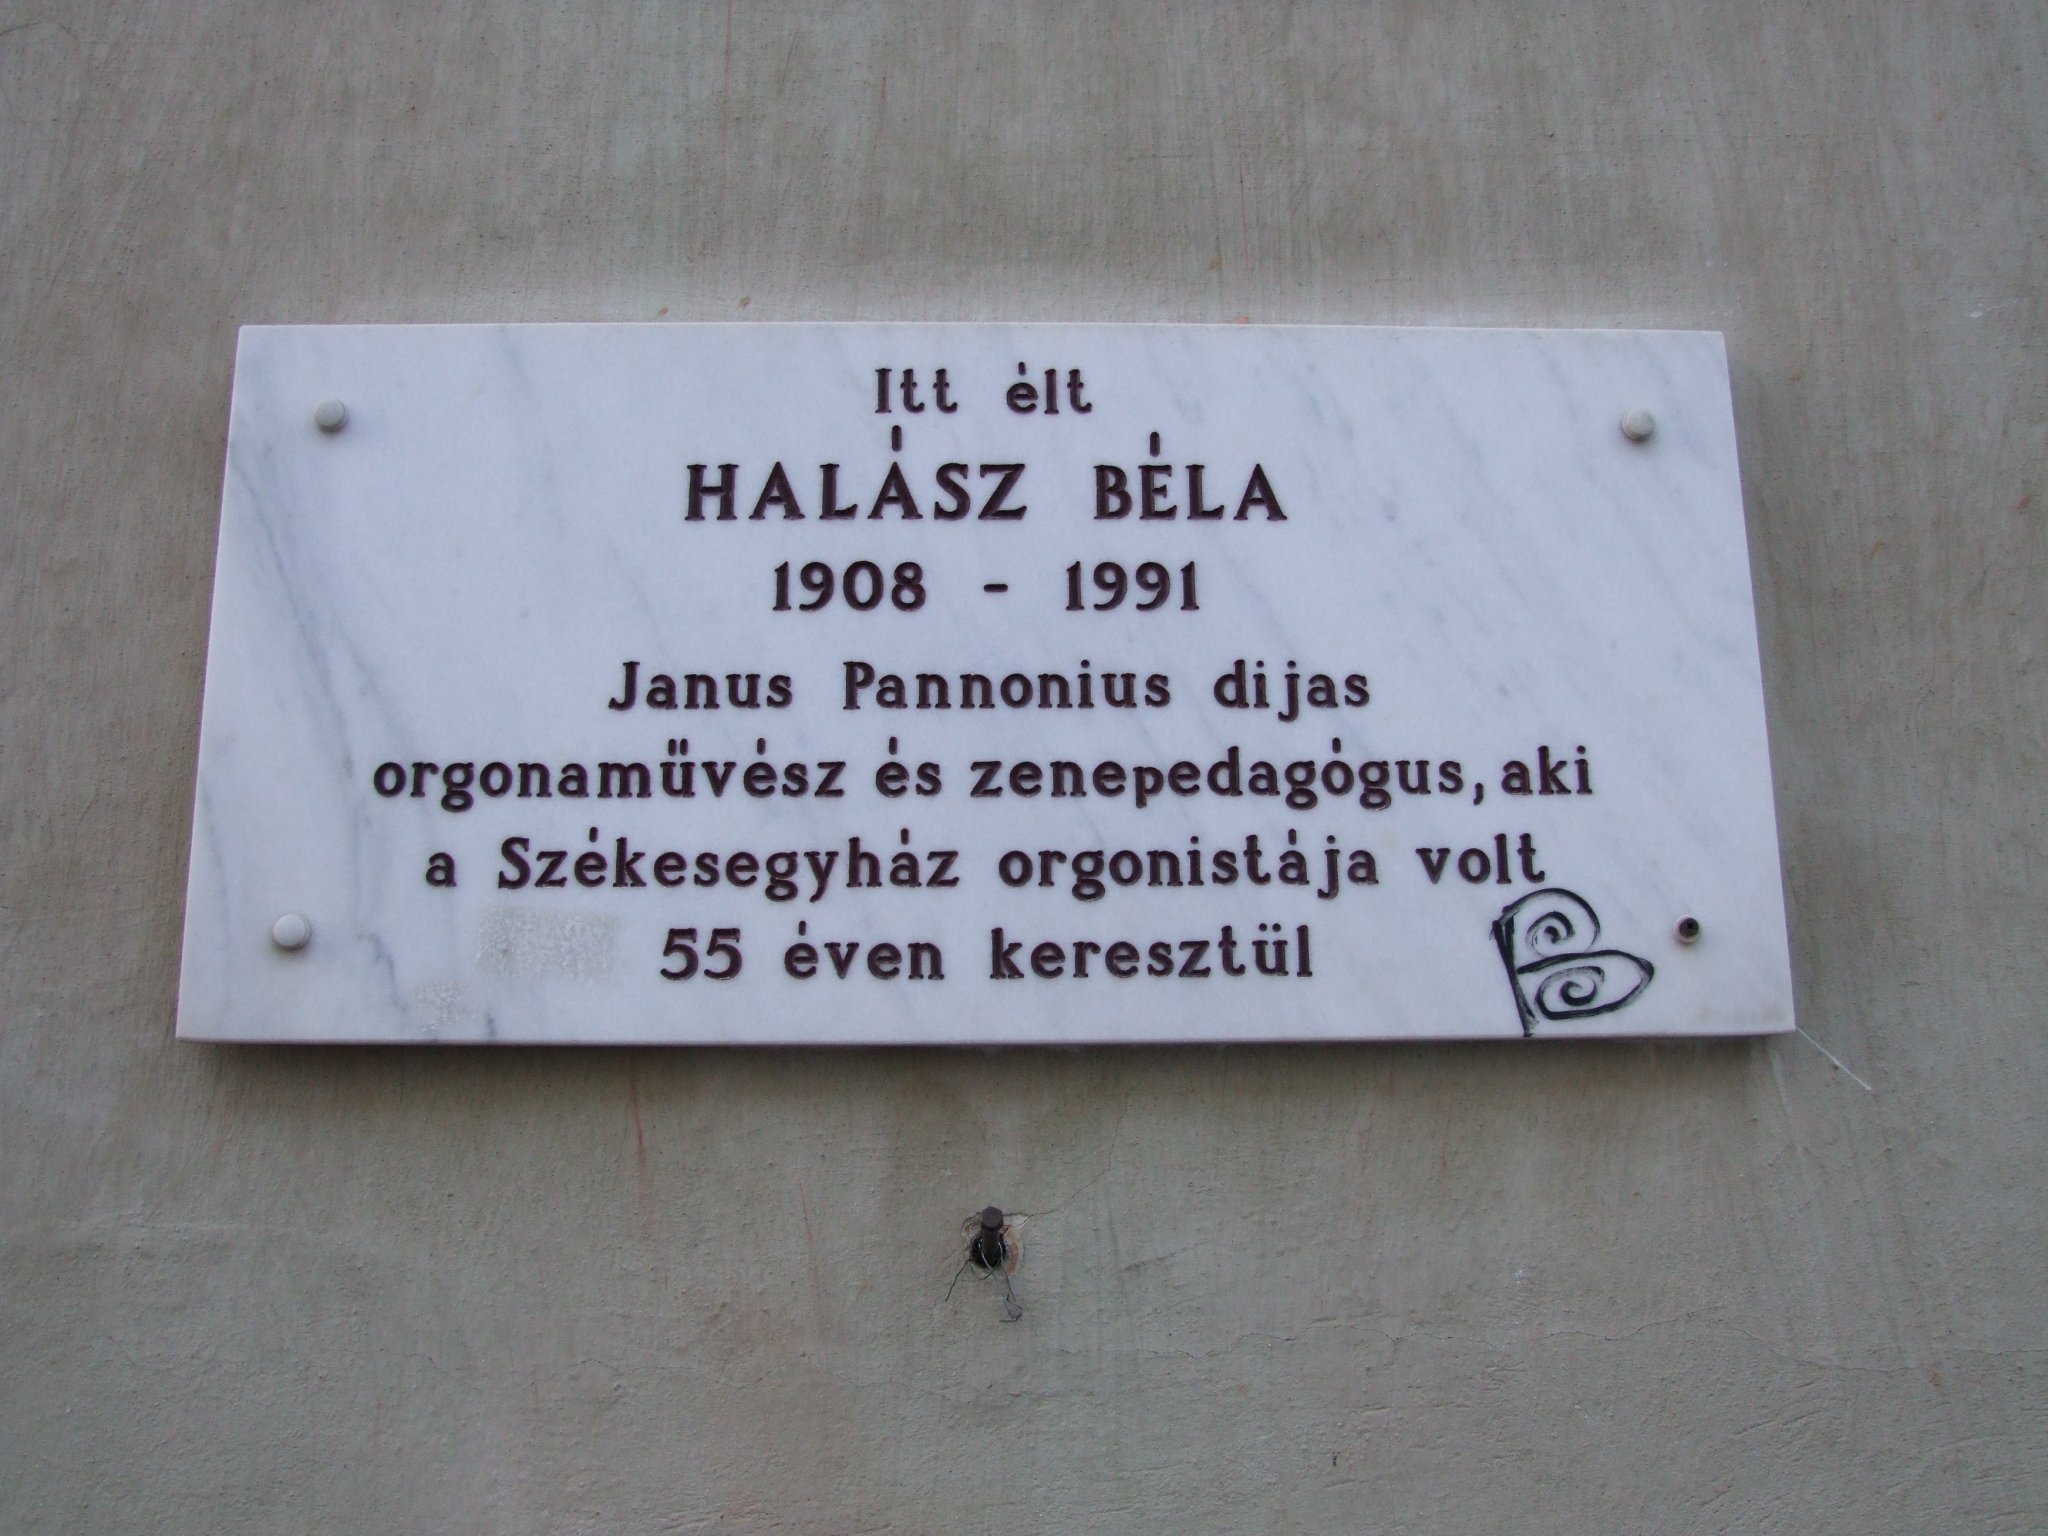 Itt élt
HALÁSZ BÉLA
1908 - 1991
Janus Pannonius dijas
orgonaművész és zenepedagógus, aki
a Székesegyház orgonistája volt
55 éven keresztül
B